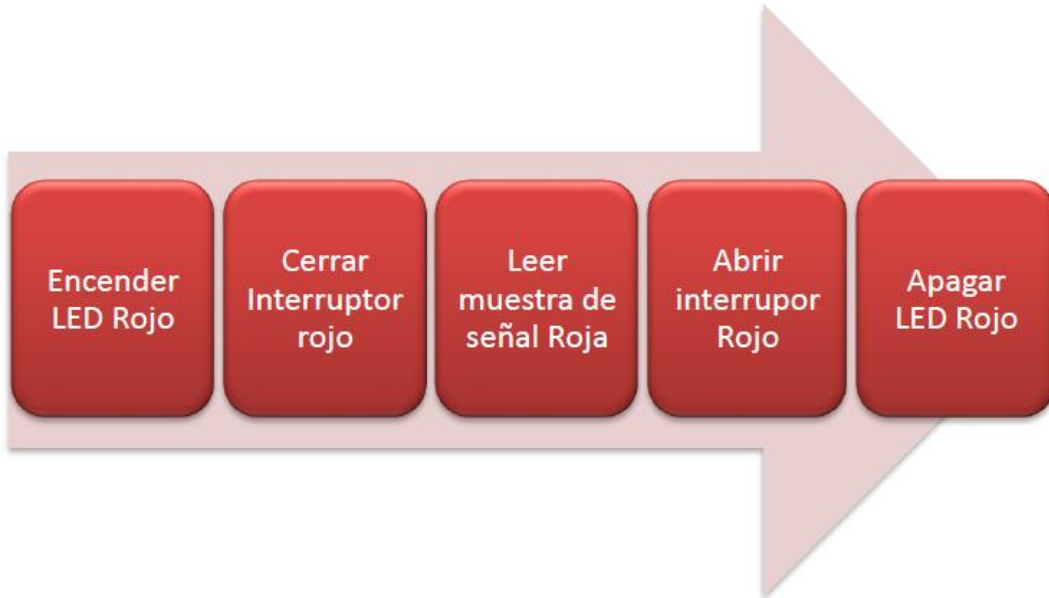 Encender
LED Rojo
Cerrar
Interruptor
rojo
Leer
muestra de
señal Roja
Abrir
interrupor
Rojo
Apagar
LED Rojo